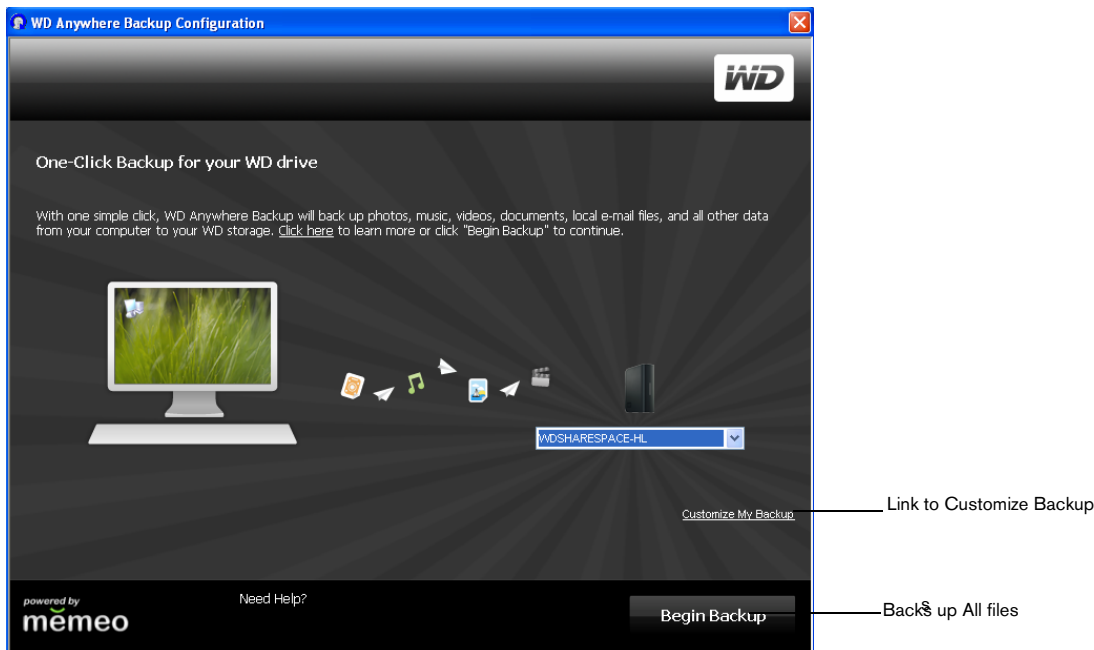 WD Anywhere Backup Configuration
WD
One-Click Backup for your WD drive
With one simple click, WD Anywhere Backup will back up photos, music, videos, documents, local e-mail files, and all other data
from your computer to your WD storage. Click here to learn more or click "Begin Backup" to continue.
WDSHARESPACE-HL
Customize My Backup
Link to Customize Backup
powered by
memeo
Need Help?
Begin Backup
Backs up All files